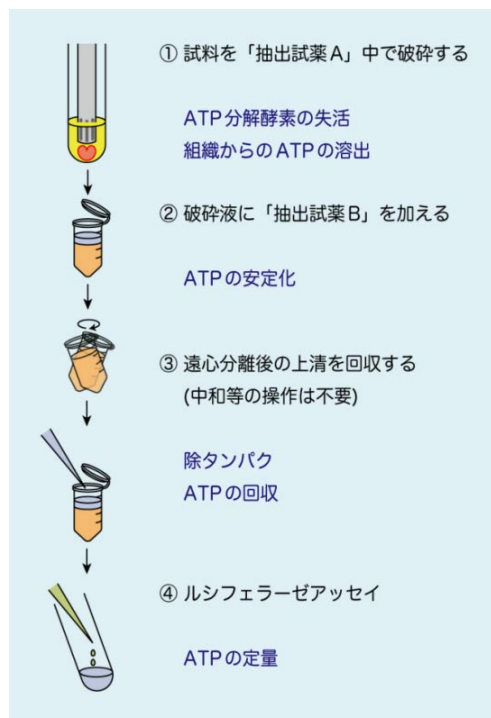 ① 試料を「抽出試薬A」中で破砕する
ATP分解酵素の失活
組織からのATPの溶出
② 破砕液に「抽出試薬B」を加える
ATPの安定化
③ 遠心分離後の上清を回収する
(中和等の操作は不要)
除タンパク
ATPの回収
④ ルシフェラーゼアッセイ
ATPの定量